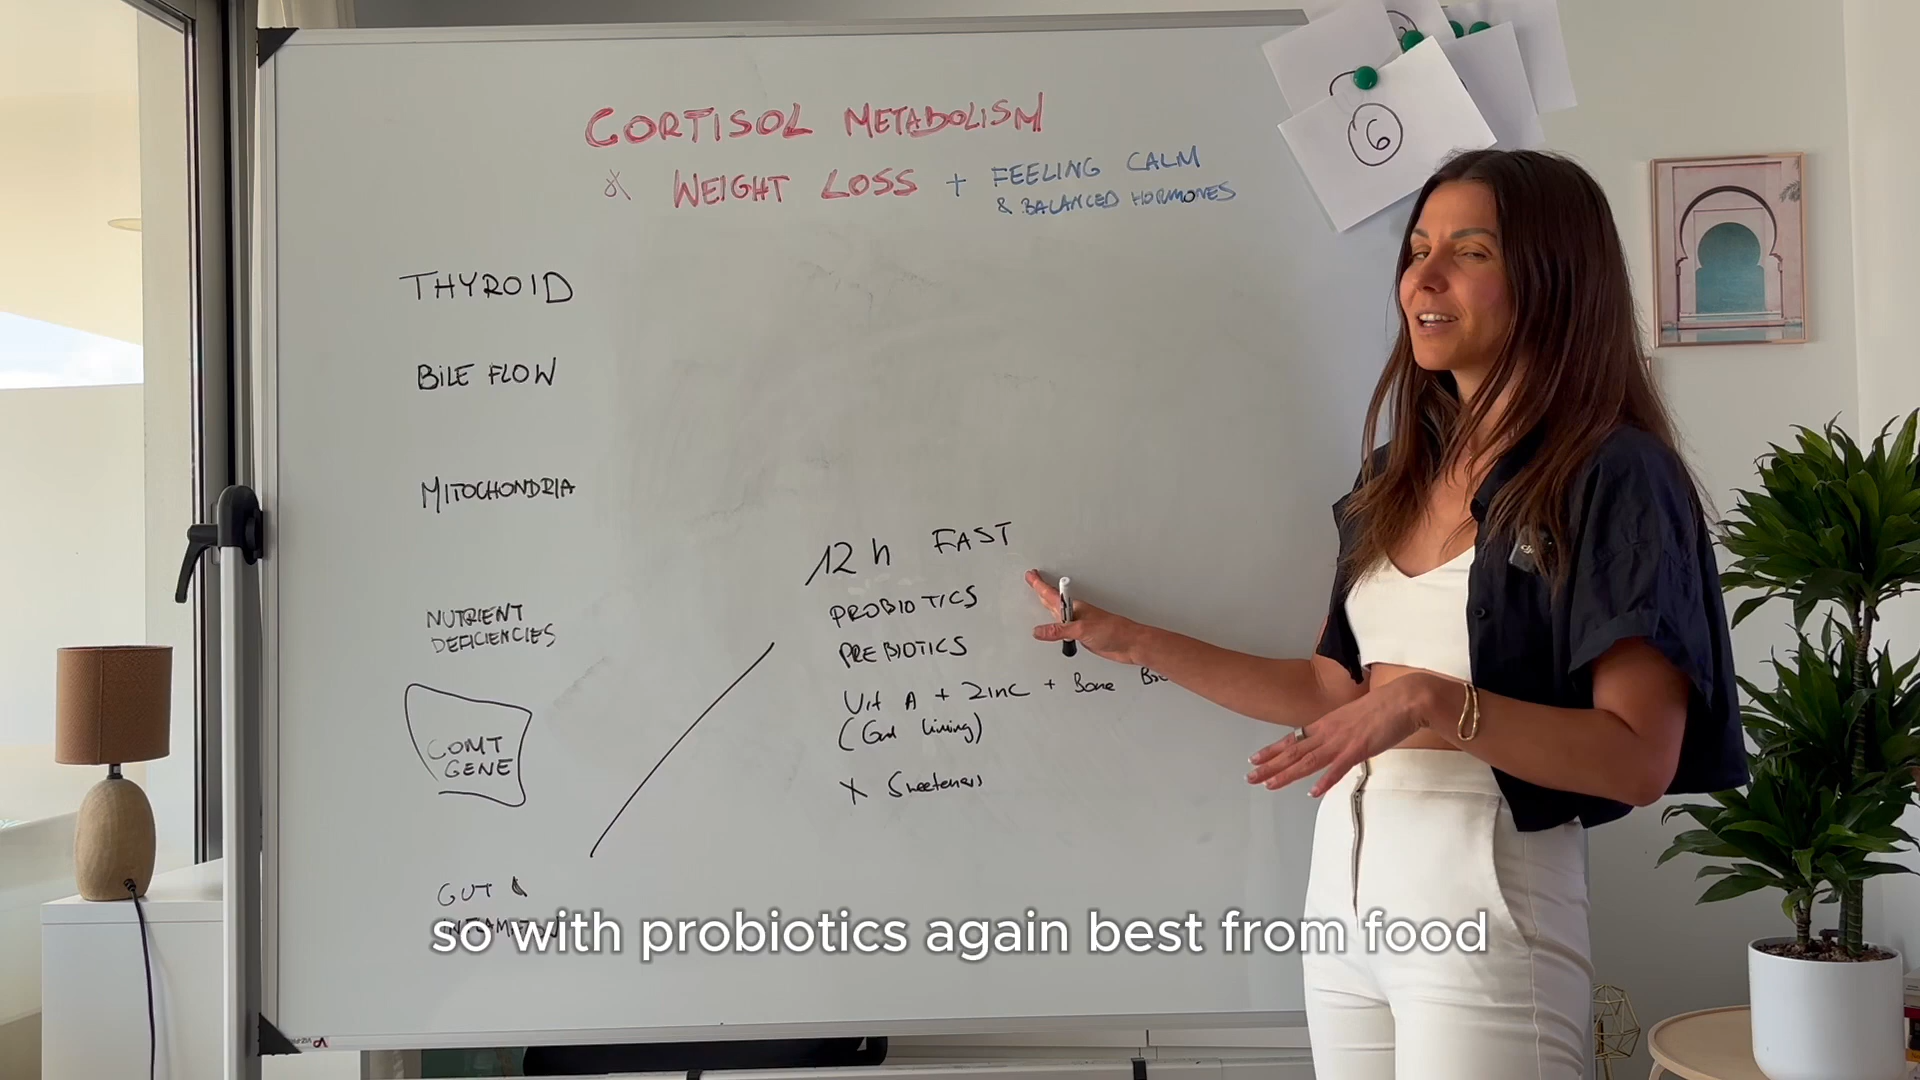 6
CORTISOL METABOLISM
& WEIGHT LOSS + FEELING CALM
& BALANCED HORMONES
THYROID
BILE FLOW
MITOCHONDRIA
NUTRIENT
DEFICIENCIES
COMT
GENE
GUT &
12 h FAST
PROBIOTICS
PREBIOTICS
Vit A + Zinc + Bone
(Gut lining)
X Sweeteners
so with probiotics again best from food